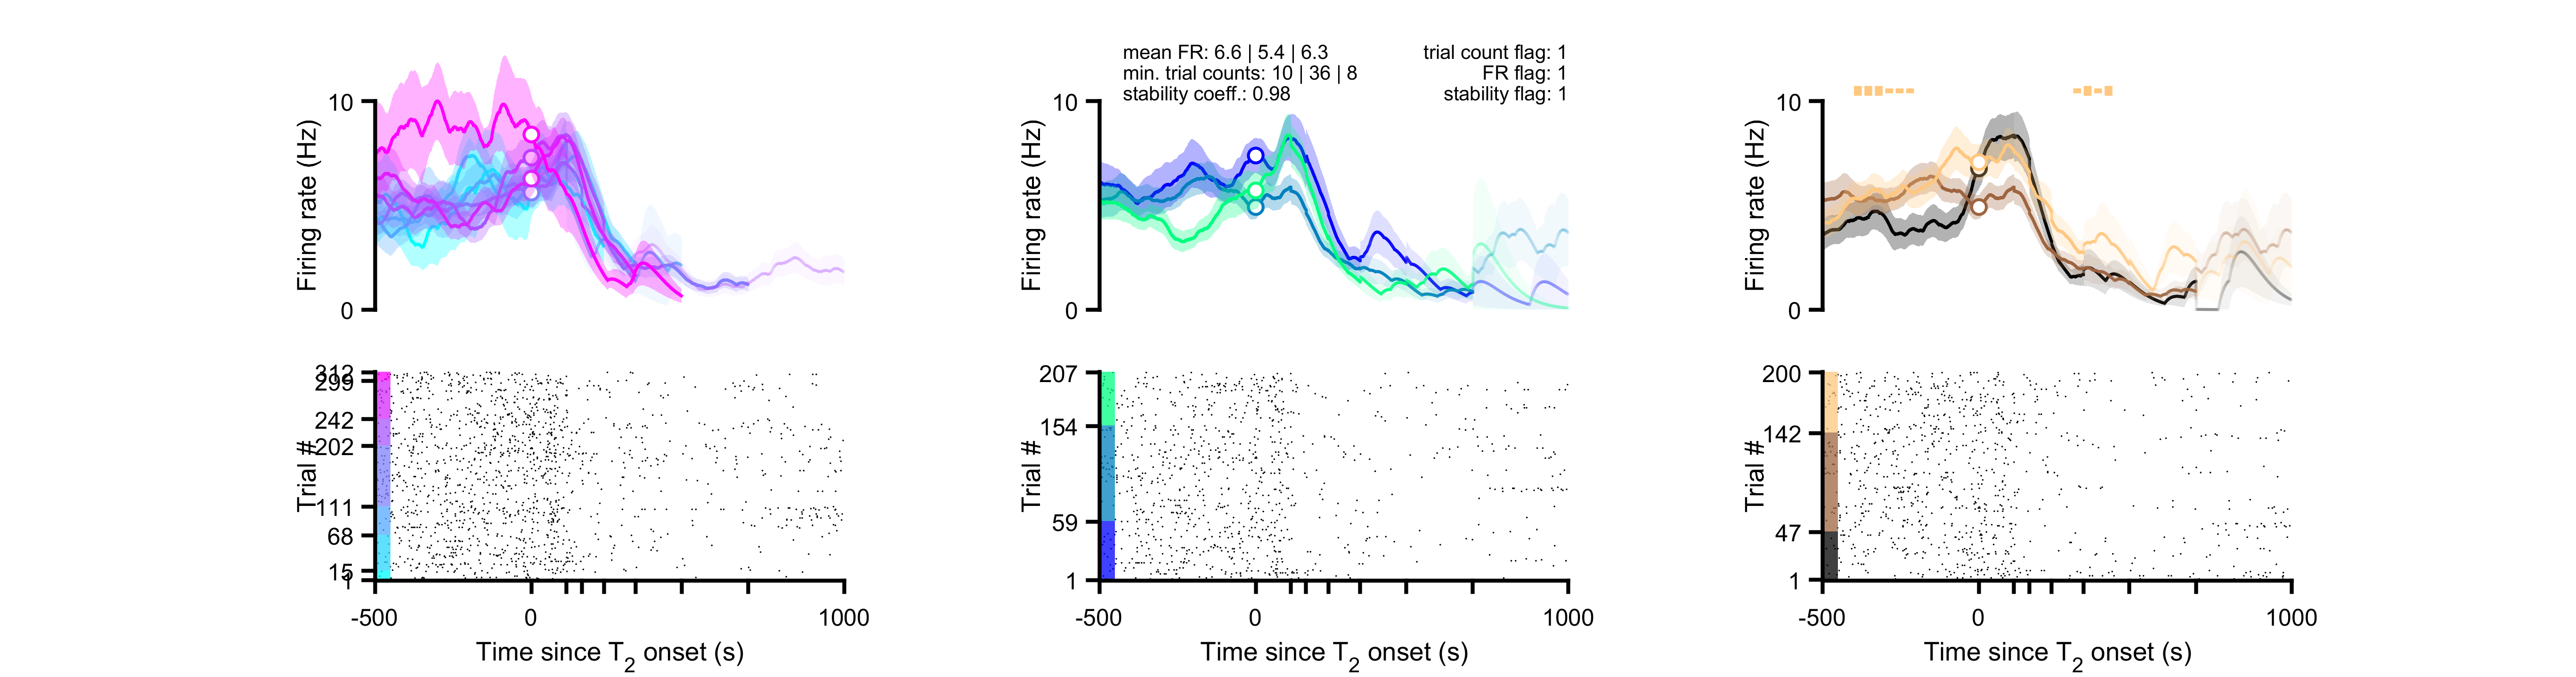 mean FR: 6.6 | 5.4 | 6.3
min. trial counts: 10 | 36 | 8
stability coeff.: 0.98
trial count flag: 1
FR flag: 1
stability flag: 1
10
Firing rate (Hz)
0
10
Firing rate (Hz)
0
10
Firing rate (Hz)
0
312
299
242
202
111
68
15
1
Trial #
-500
0
1000
Time since T2 onset (s)
207
154
59
1
Trial #
-500
0
1000
Time since T2 onset (s)
200
142
47
1
Trial #
-500
0
1000
Time since T2 onset (s)